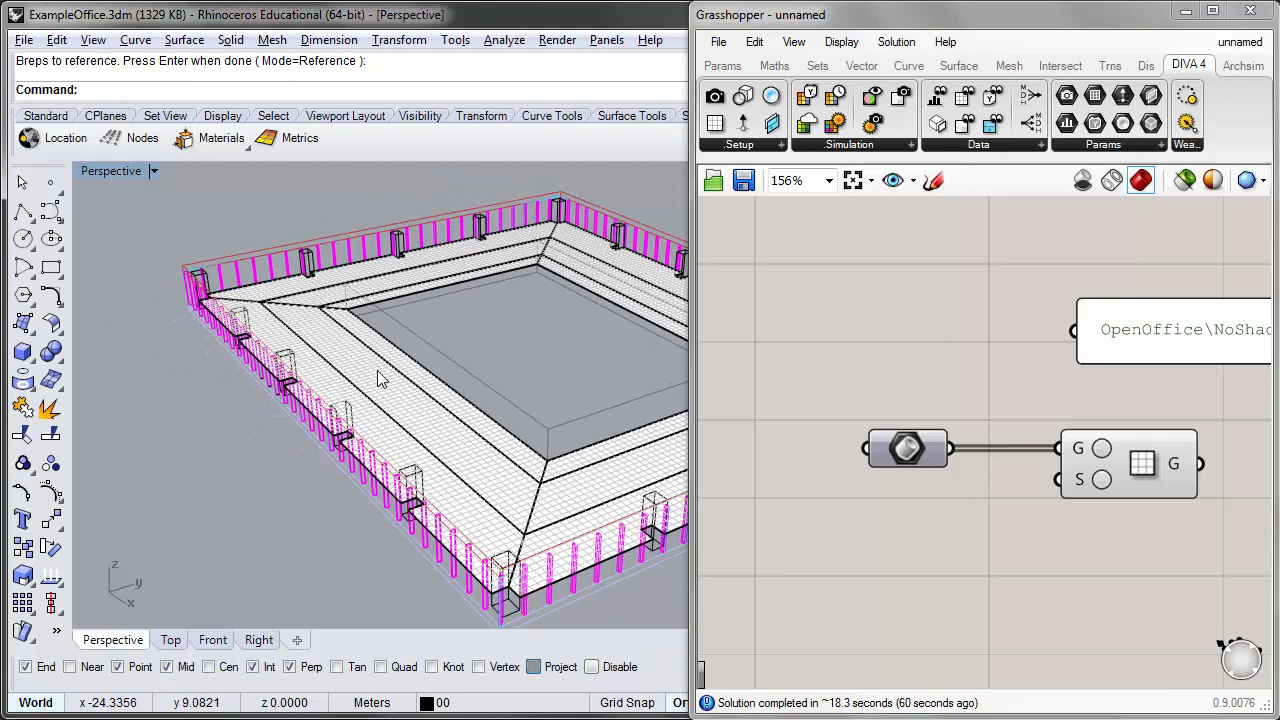 ExampleOffice.3dm (1329 KB) - Rhinoceros Educational (64-bit) - [Perspective]
File Edit View Curve Surface Solid Mesh Dimension Transform Tools Analyze Render Panels Help
Breps to reference. Press Enter when done ( Mode=Reference ):
Command:
Standard CPlanes Set View Display Select Viewport Layout Visibility Transform Curve Tools Surface Tools S
Location Nodes Materials Metrics
Perspective
z
y
x
Perspective Top Front Right
End Near Point Mid Cen Int Perp Tan Quad Knot Vertex Project Disable
World x -24.3356 y 9.0821 z 0.0000 Meters 00 Grid Snap Or
Grasshopper - unnamed
File Edit View Display Solution Help unnamed
Params Maths Sets Vector Curve Surface Mesh Intersect Trns Dis DIVA 4 Archsim
.Setup .Simulation Data Params Wea...
156%
OpenOffice\NoShad
G
S
G
Solution completed in ~18.3 seconds (60 seconds ago) 0.9.0076